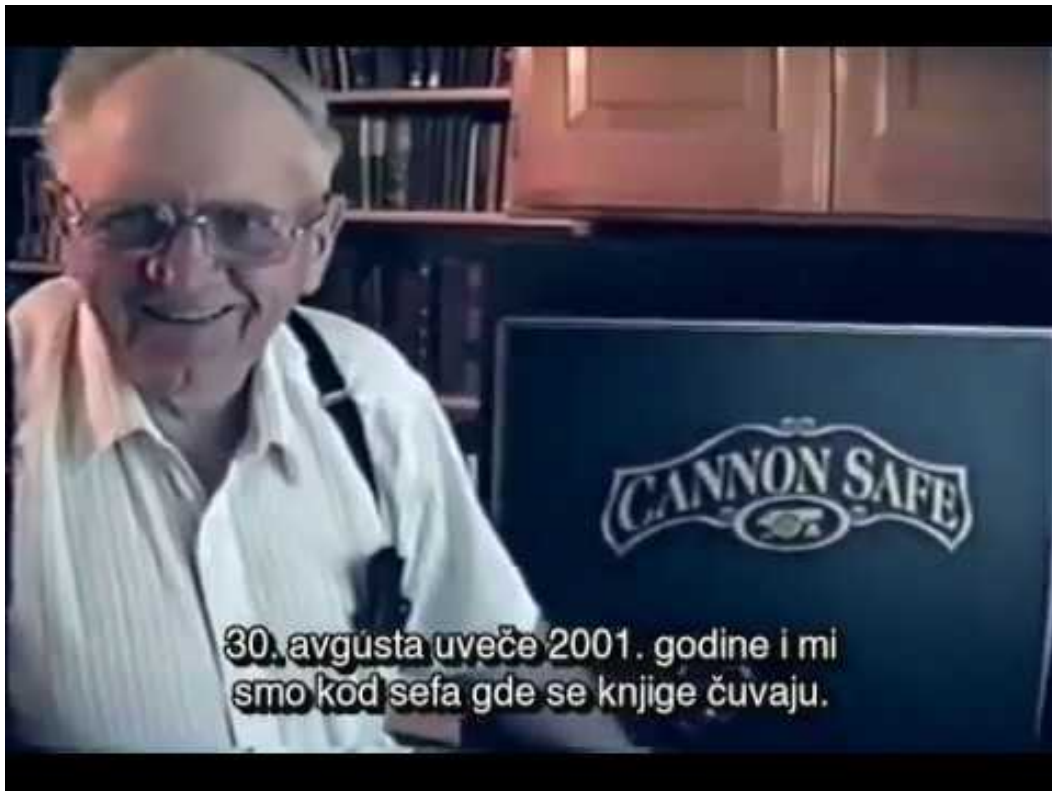 CANNON SAFE
30. avgusta uveče 2001. godine i mi
smo kod sefa gde se knjige čuvaju.